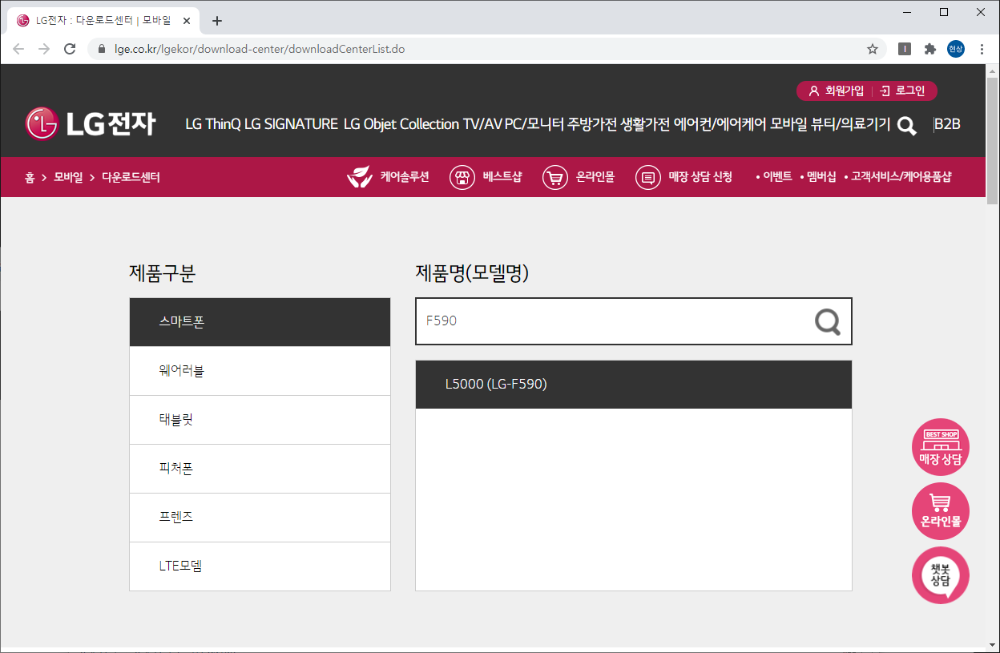 LG전자 : 다운로드센터 | 모바일
lge.co.kr/lgekor/download-center/downloadCenterList.do
현상
회원가입 로그인
LG전자
LG ThinQ LG SIGNATURE LG Objet Collection TV/AV PC/모니터 주방가전 생활가전 에어컨/에어케어 모바일 뷰티/의료기기 B2B
홈 > 모바일 > 다운로드센터
케어솔루션 베스트샵 온라인몰 매장 상담 신청 • 이벤트 • 멤버십 • 고객서비스/케어용품샵
제품구분
스마트폰
웨어러블
태블릿
피처폰
프렌즈
LTE모뎀
제품명(모델명)
F590
L5000 (LG-F590)
BEST SHOP
매장 상담
온라인몰
챗봇
상담